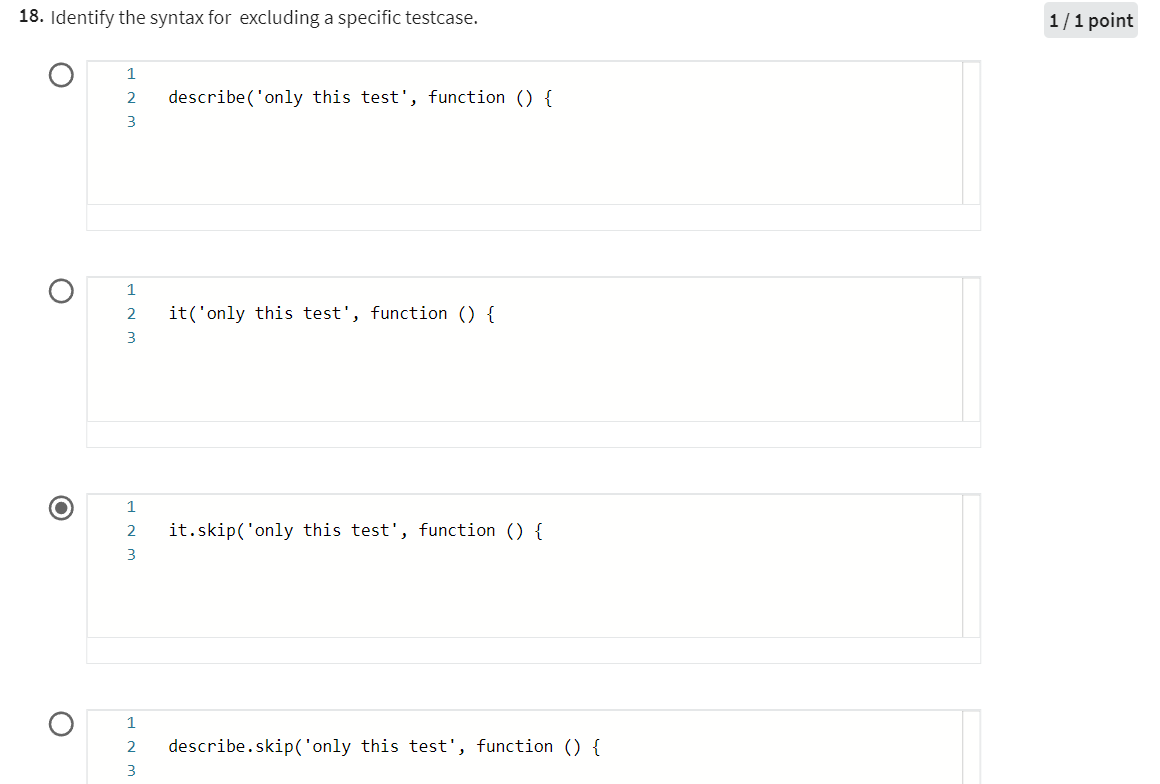 18. Identify the syntax for excluding a specific testcase.
1 / 1 point
1
2 describe('only this test', function () {
3
1
2 it('only this test', function () {
3
1
2 it.skip('only this test', function () {
3
1
2 describe.skip('only this test', function () {
3